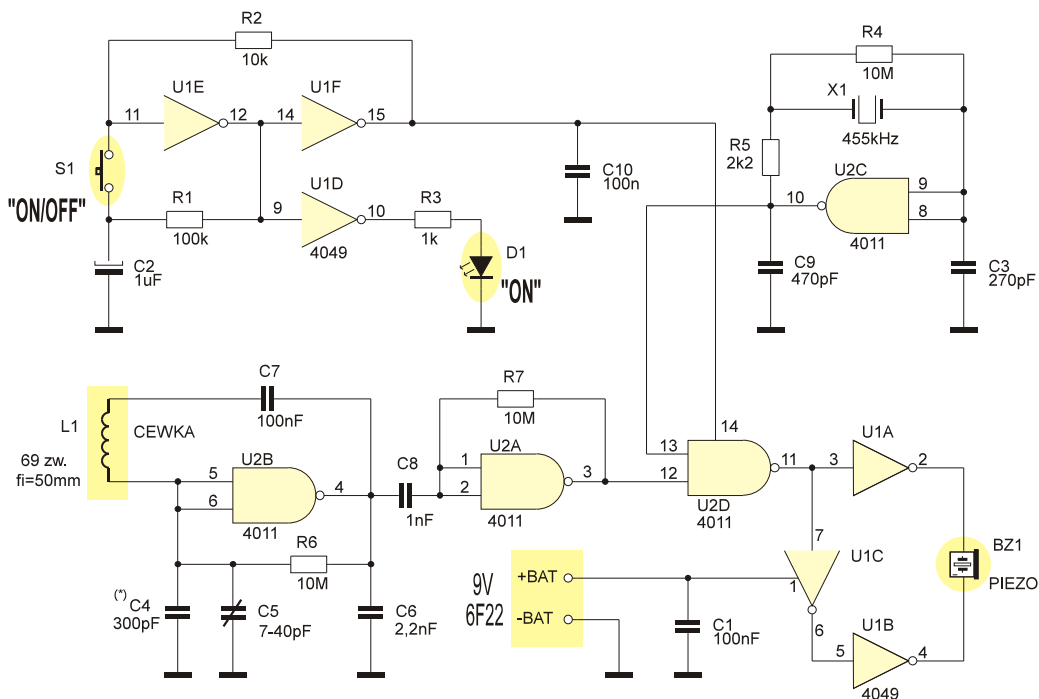 R2
10k
U1E
U1F
11
12
14
15
S1
"ON/OFF"
R1
100k
U1D
9
10
4049
R3
1k
C2
1uF
D1
"ON"
C10
100n
R4
10M
X1
455kHz
R5
2k2
U2C
10
9
8
4011
C9
470pF
C3
270pF
C7
100nF
L1
CEWKA
69 zw.
fi=50mm
U2B
5
6
4
4011
R6
10M
(*)
C4
300pF
C5
7-40pF
C6
2,2nF
C8
1nF
R7
10M
U2A
1
2
3
4011
13
12
14
11
U2D
4011
U1A
3
2
7
U1C
1
6
U1B
5
4
4049
BZ1
PIEZO
9V
6F22
+BAT
-BAT
C1
100nF